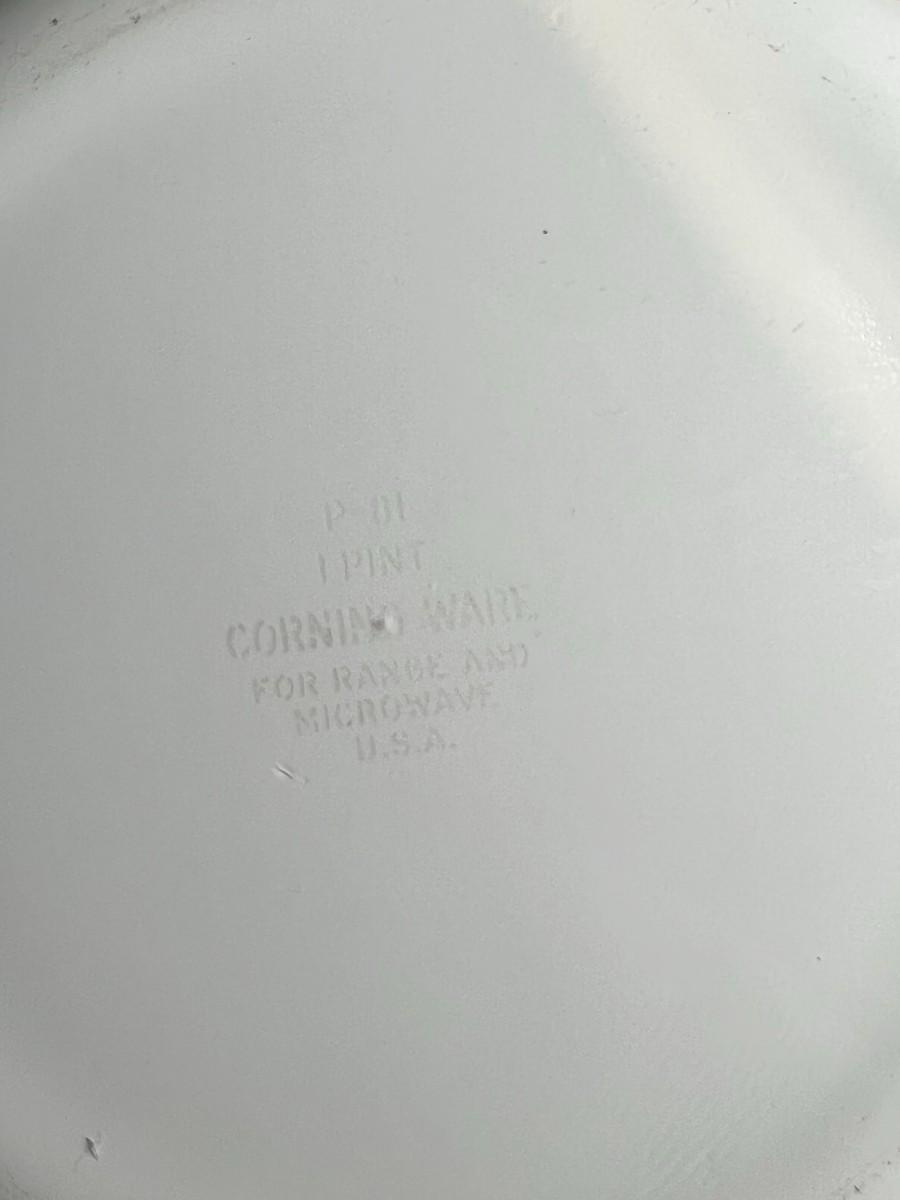 P-81
1 PINT
CORNING WARE
FOR RANGE AND
MICROWAVE
U.S.A.